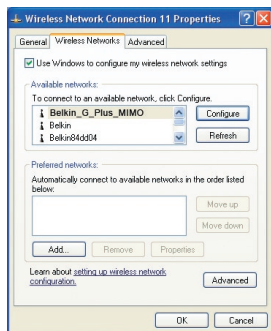 Wireless Network Connection 11 Properties
General Wireless Networks Advanced
Use Windows to configure my wireless network settings
Available networks:
To connect to an available network, click Configure.
Belkin_G_Plus_MIMO
Configure
Belkin
Belkin84dd04
Refresh
Preferred networks:
Automatically connect to available networks in the order listed
below:
Move up
Move down
Add... Remove Properties
Learn about setting up wireless network
configuration.
Advanced
OK Cancel